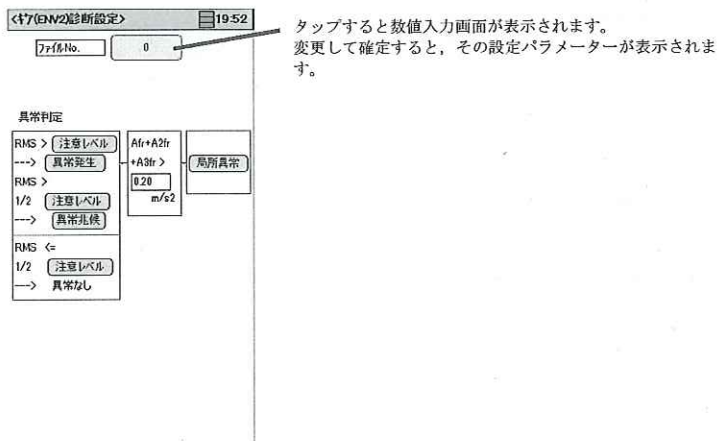 <ギア(ENV2)診断設定> 19:52
ファイルNo. 0
タップすると数値入力画面が表示されます。
変更して確定すると，その設定パラメーターが表示されま
す。
異常判定
RMS > 注意レベル
---> 異常発生
RMS >
1/2 注意レベル
---> 異常兆候
RMS <=
1/2 注意レベル
---> 異常なし
Afr+A2fr
+A3fr >
0.20
m/s2
局所異常